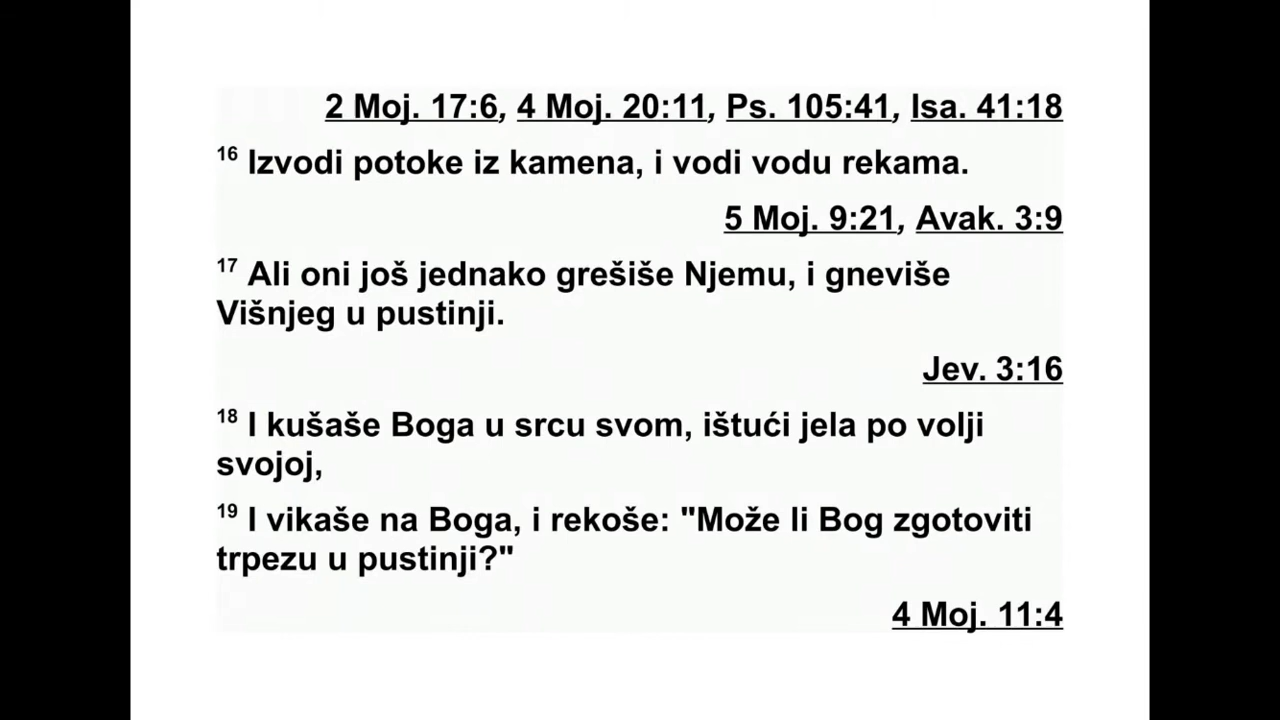 2 Moj. 17:6, 4 Moj. 20:11, Ps. 105:41, Isa. 41:18
16 Izvodi potoke iz kamena, i vodi vodu rekama.
5 Moj. 9:21, Avak. 3:9
17 Ali oni još jednako grešiše Njemu, i gneviše
Višnjeg u pustinji.
Jev. 3:16
18 I kušaše Boga u srcu svom, ištući jela po volji
svojoj,
19 I vikaše na Boga, i rekoše: "Može li Bog zgotoviti
trpezu u pustinji?"
4 Moj. 11:4